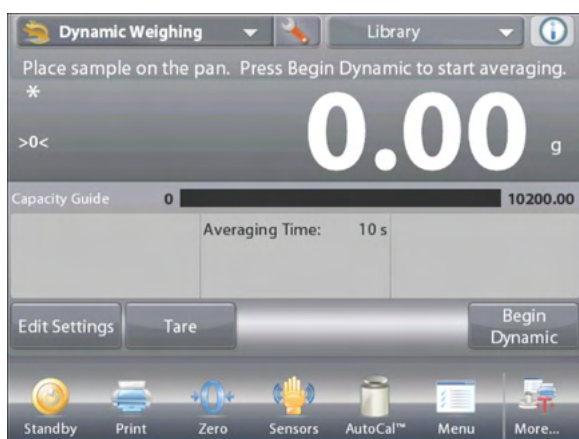 Dynamic Weighing Library
Place sample on the pan. Press Begin Dynamic to start averaging.
*
>0< 0.00 g
Capacity Guide 0 10200.00
Averaging Time: 10 s
Edit Settings Tare Begin Dynamic
Standby Print Zero Sensors AutoCal™ Menu More...